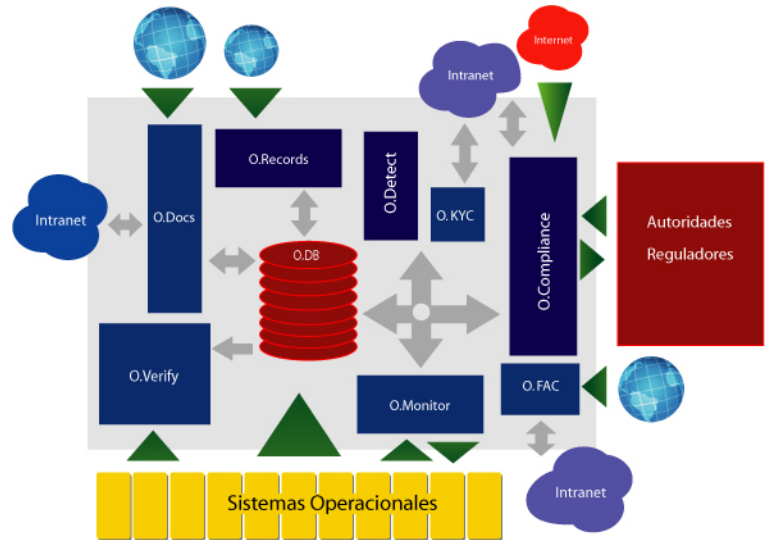 Internet
Intranet
O.Records
O.Detect
O.Docs
O. KYC
Intranet
O.Compliance
Autoridades
Reguladores
O.DB
O.Verify
O.Monitor
O. FAC
Intranet
Sistemas Operacionales